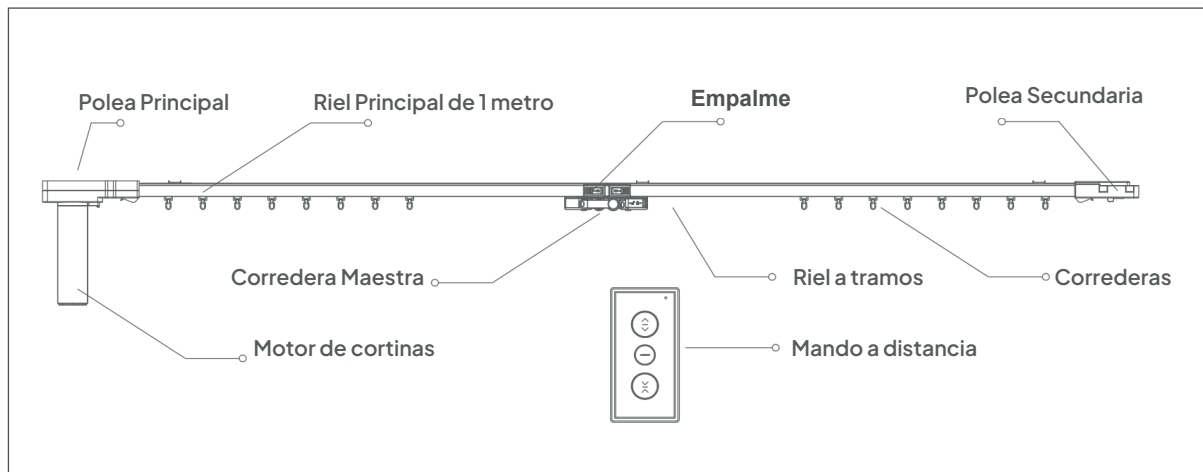 Polea Principal
Riel Principal de 1 metro
Empalme
Polea Secundaria
Corredera Maestra
Riel a tramos
Correderas
Motor de cortinas
Mando a distancia